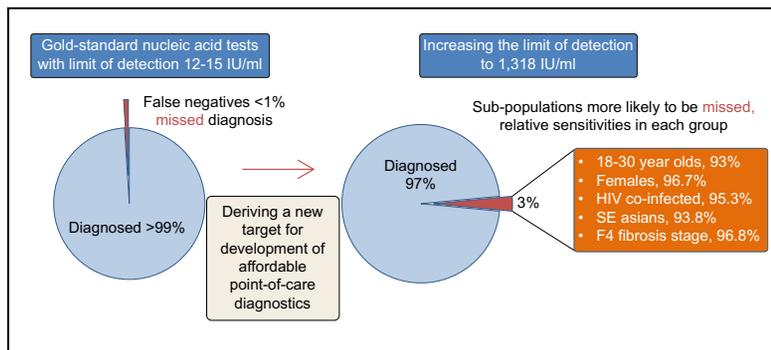 Gold-standard nucleic acid tests
with limit of detection 12-15 IU/ml
Increasing the limit of detection
to 1,318 IU/ml
False negatives <1%
missed diagnosis
Diagnosed >99%
Deriving a new
target for
development of
affordable
point-of-care
diagnostics
Sub-populations more likely to be missed,
relative sensitivities in each group
Diagnosed
97%
3%
• 18-30 year olds, 93%
• Females, 96.7%
• HIV co-infected, 95.3%
• SE asians, 93.8%
• F4 fibrosis stage, 96.8%